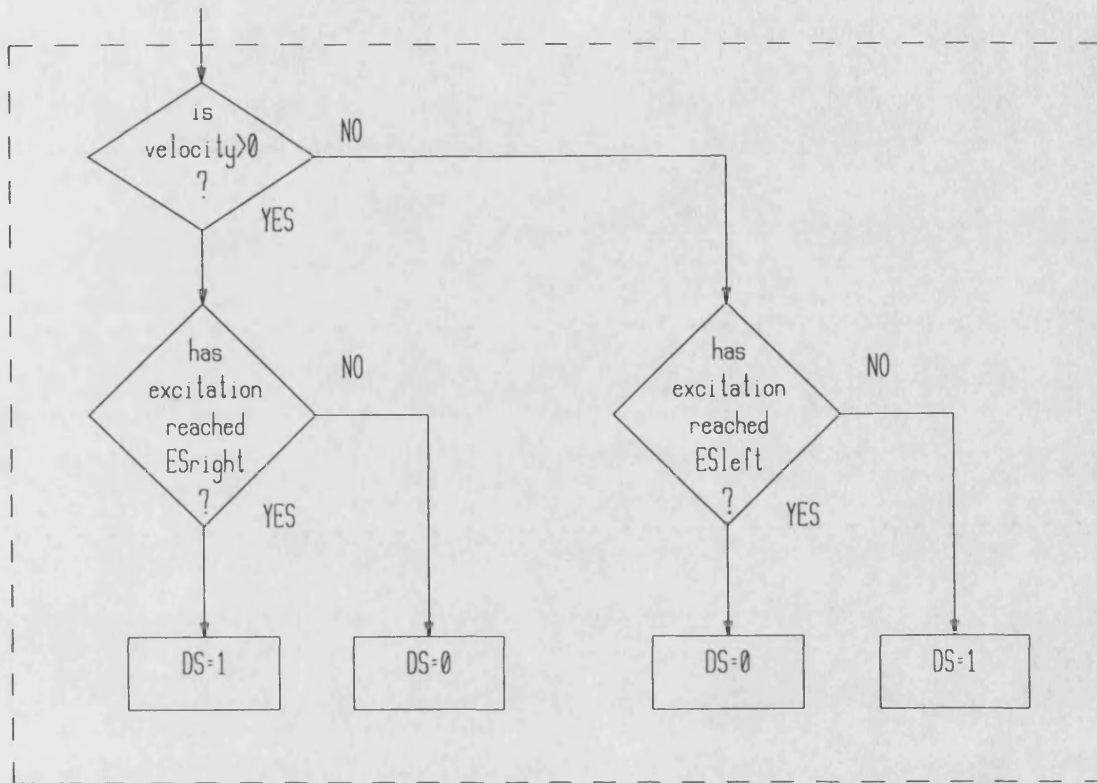 is
velocity>0
?
NO
YES
has
excitation
reached
ESright
?
NO
YES
has
excitation
reached
ESleft
?
NO
YES
DS=1
DS=0
DS=0
DS=1